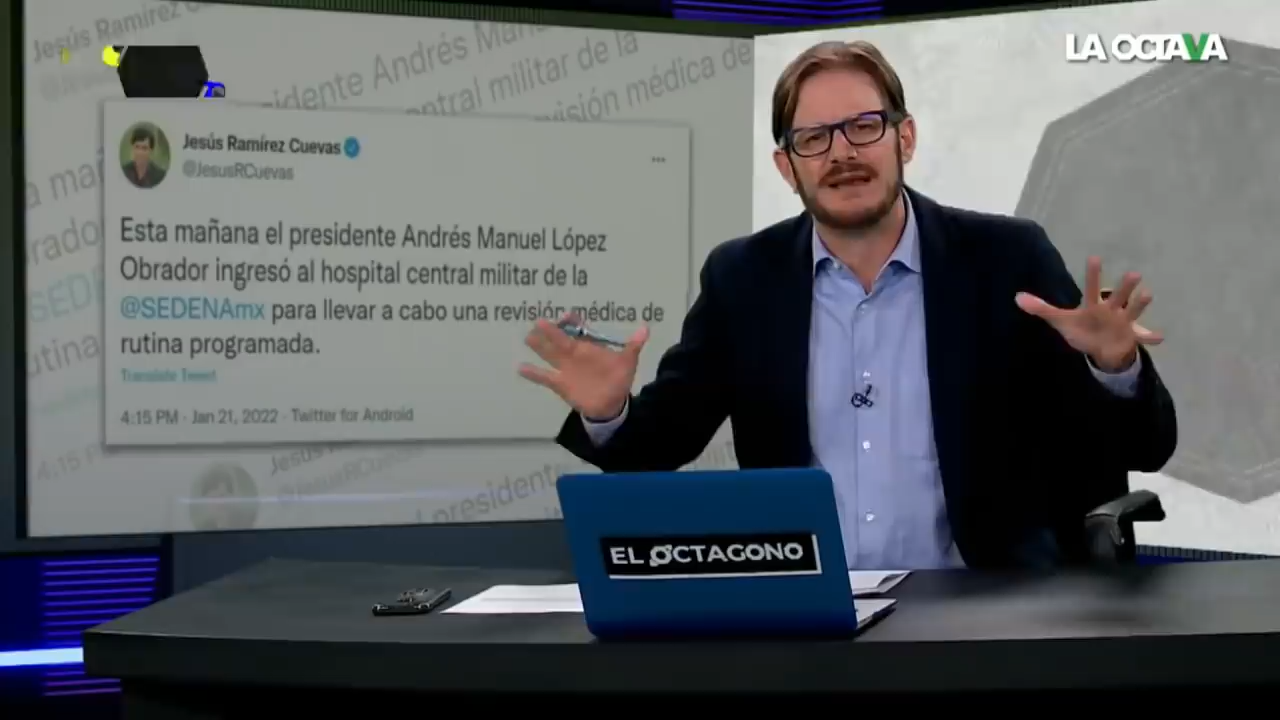 LA OCTAVA
Jesús Ramírez Cuevas
@JesusRCuevas
Esta mañana el presidente Andrés Manuel López
Obrador ingresó al hospital central militar de la
@SEDENAmx para llevar a cabo una revisión médica de
rutina programada.
Translate Tweet
4:15 PM · Jan 21, 2022 · Twitter for Android
EL OCTAGONO